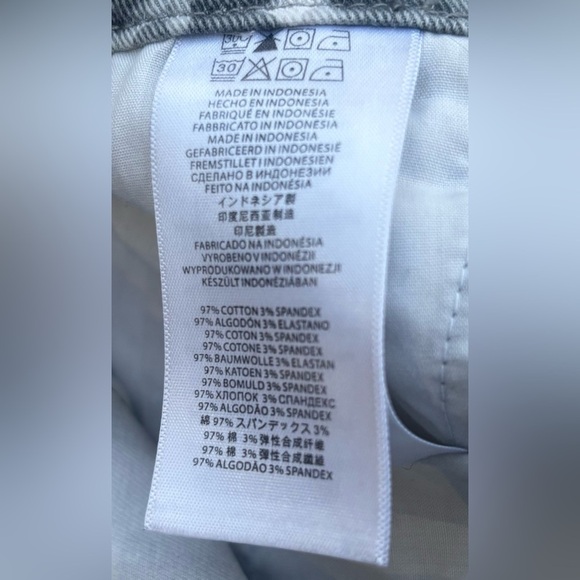 30
30
MADE IN INDONESIA
HECHO EN INDONESIA
FABRIQUÉ EN INDONÉSIE
FABBRICATO IN INDONESIA
MADE IN INDONESIA
GEFABRICEERD IN INDONESIË
FREMSTILLET I INDONESIEN
СДЕЛАНО В ИНДОНЕЗИИ
FEITO NA INDONÉSIA
インドネシア製
印度尼西亚制造
印尼製造
FABRICADO NA INDONÉSIA
VYROBENO V INDONÉSII
WYPRODUKOWANO W INDONEZJI
KÉSZÜLT INDONÉZIÁBAN
97% COTTON 3% SPANDEX
97% ALGODÓN 3% ELASTANO
97% COTON 3% SPANDEX
97% COTONE 3% SPANDEX
97% BAUMWOLLE 3% ELASTAN
97% KATOEN 3% SPANDEX
97% BOMULD 3% SPANDEX
97% ХЛОПОК 3% СПАНДЕКС
97% ALGODÃO 3% SPANDEX
綿 97% スパンデックス 3%
97% 棉 3% 弹性合成纤维
97% 棉 3% 彈性合成纖維
97% ALGODÃO 3% SPANDEX